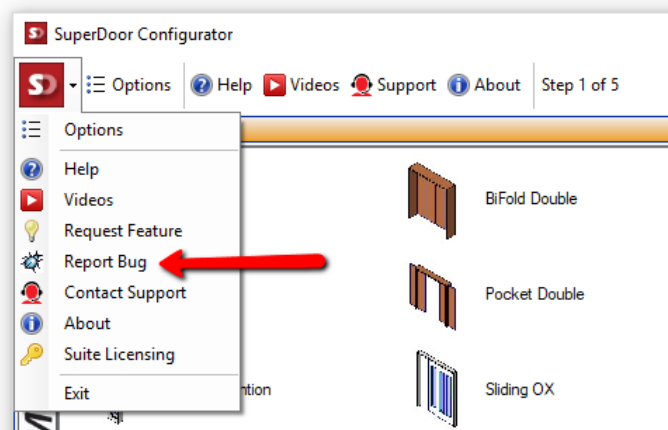 SuperDoor Configurator
SD
Options Help Videos Support About Step 1 of 5
Options
Help
Videos
Request Feature
Report Bug
Contact Support
About
Suite Licensing
Exit
BiFold Double
Pocket Double
Sliding OX